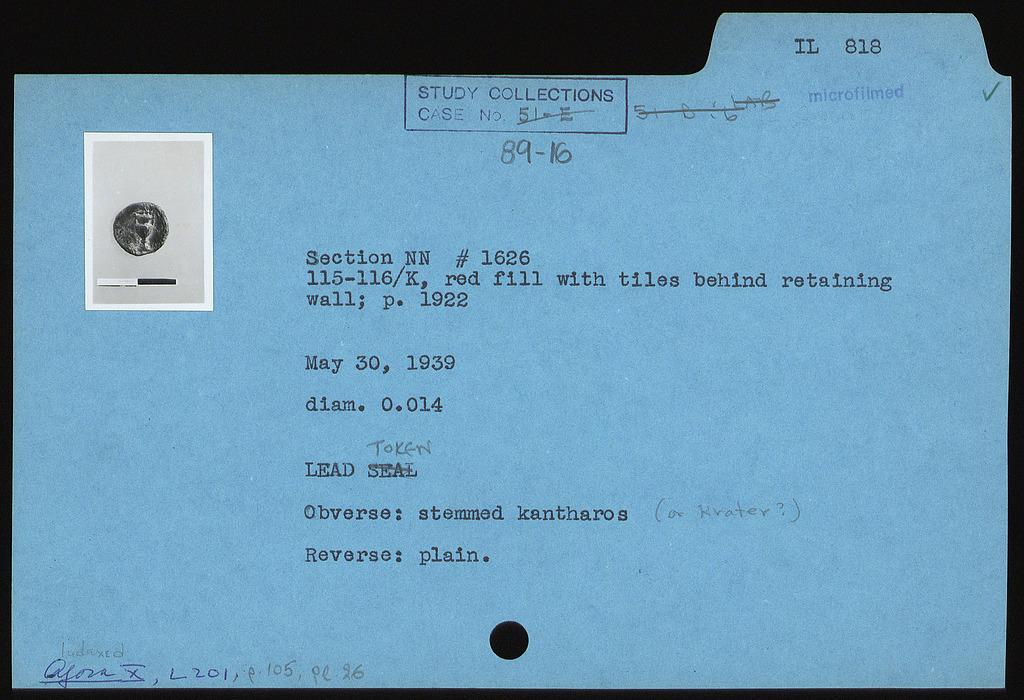 IL 818
STUDY COLLECTIONS
CASE No. 51-E
microfilmed
89-16
Section NN # 1626
115-116/K, red fill with tiles behind retaining
wall; p. 1922
May 30, 1939
diam. 0.014
TOKEN
LEAD SEAL
Obverse: stemmed kantharos (or Krater?)
Reverse: plain.
Indexed
Agora X, L 201, p. 105, pl 26